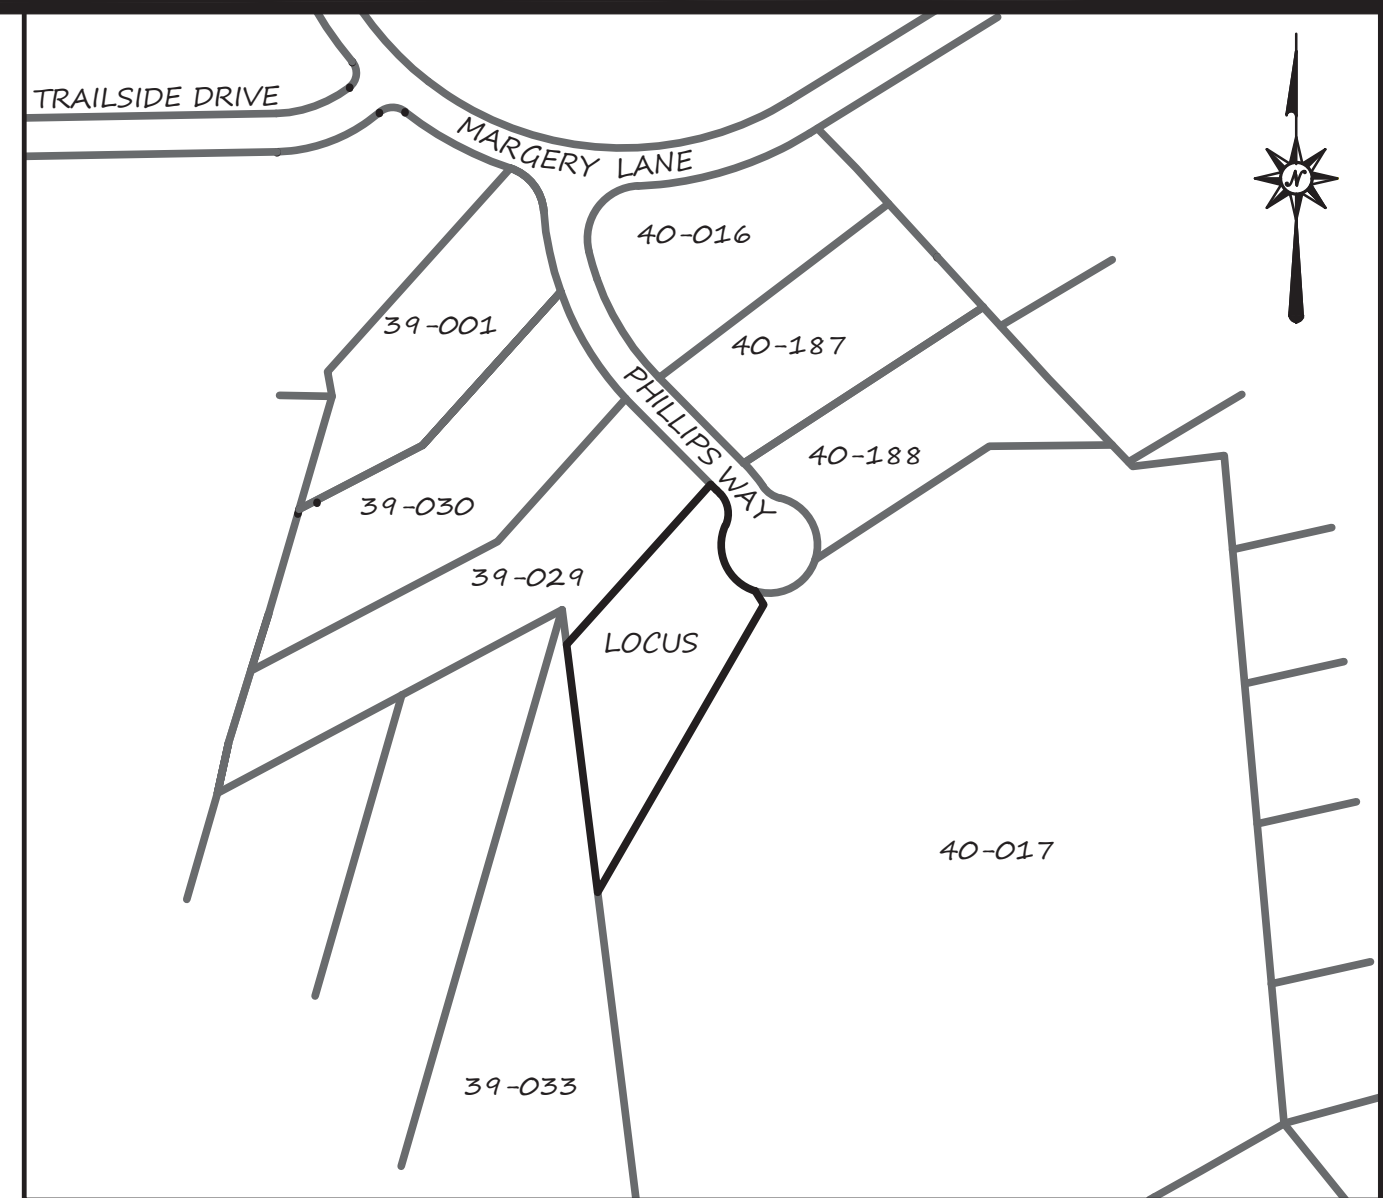 TRAILSIDE DRIVE
MARGERY LANE
N
40-016
39-001
40-187
PHILLIPS WAY
40-188
39-030
39-029
LOCUS
40-017
39-033